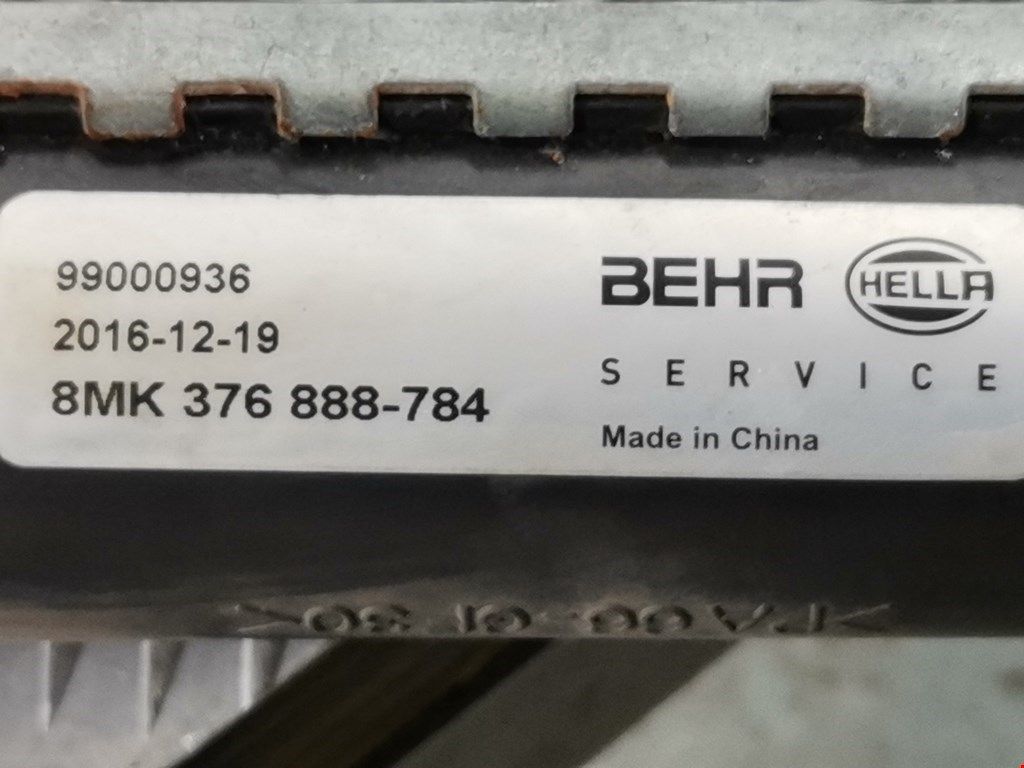 99000936
2016-12-19
8MK 376 888-784
BEHR HELLA
SERVICE
Made in China